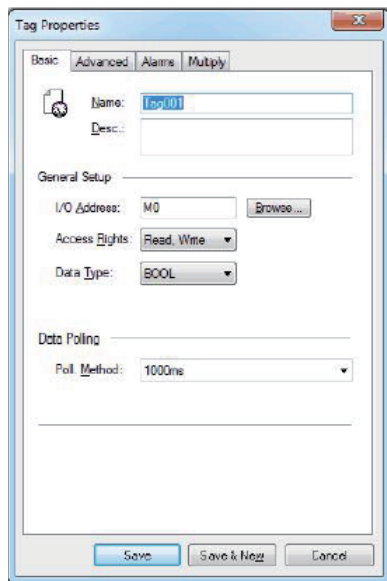 Tag Properties
Basic Advanced Alarms Multiply
Name: Tag001
Desc.:
General Setup
I/O Address: M0 Browse ...
Access Rights: Read, Write
Data Type: BOOL
Data Polling
Poll. Method: 1000ms
Save Save & New Cancel